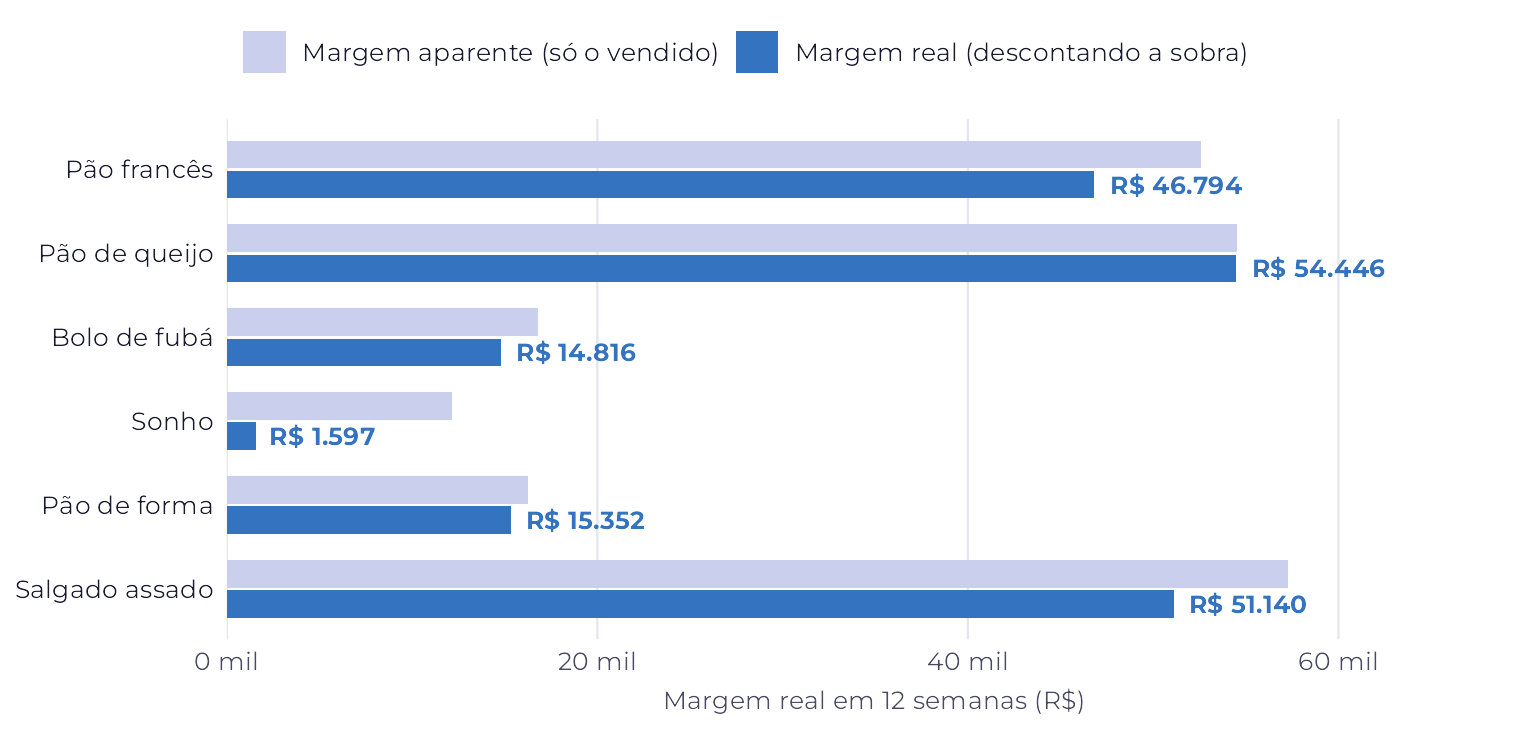 Margem aparente (só o vendido) Margem real (descontando a sobra)
Pão francês R$ 46.794
Pão de queijo R$ 54.446
Bolo de fubá R$ 14.816
Sonho R$ 1.597
Pão de forma R$ 15.352
Salgado assado R$ 51.140
0 mil 20 mil 40 mil 60 mil
Margem real em 12 semanas (R$)